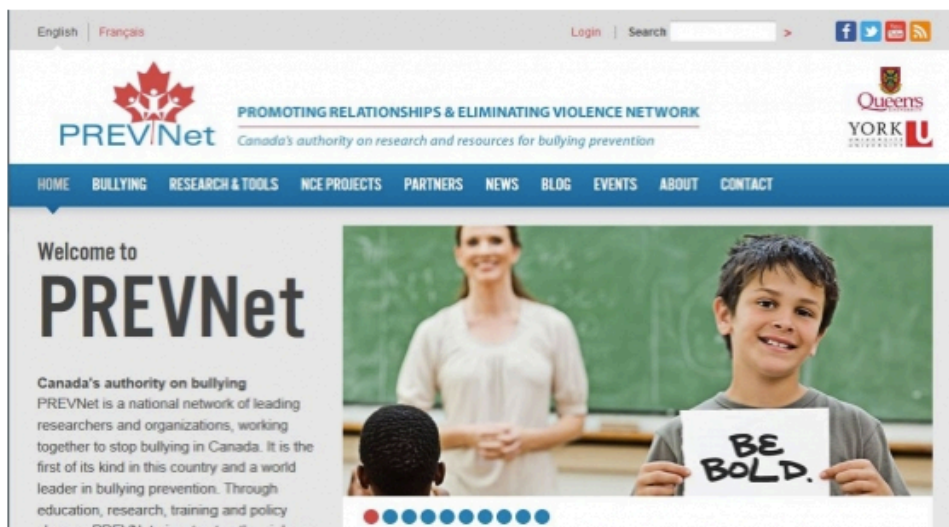 English Français
Login Search >
PREVNet
PROMOTING RELATIONSHIPS & ELIMINATING VIOLENCE NETWORK
Canada's authority on research and resources for bullying prevention
Queen's
YORK U
HOME BULLYING RESEARCH & TOOLS NCE PROJECTS PARTNERS NEWS BLOG EVENTS ABOUT CONTACT
Welcome to
PREVNet
Canada's authority on bullying
PREVNet is a national network of leading
researchers and organizations, working
together to stop bullying in Canada. It is the
first of its kind in this country and a world
leader in bullying prevention. Through
education, research, training and policy
BE
BOLD.